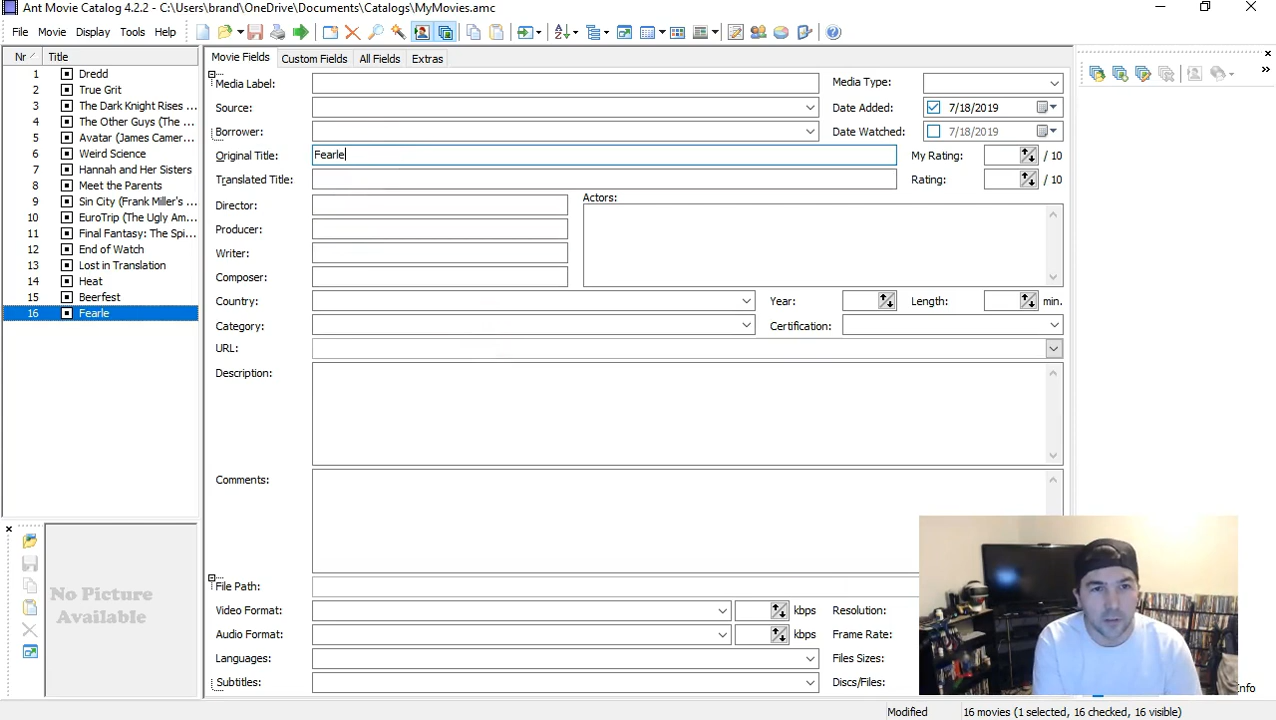 Ant Movie Catalog 4.2.2 - C:\Users\brand\OneDrive\Documents\Catalogs\MyMovies.amc
File Movie Display Tools Help
Nr Title
1 Dredd
2 True Grit
3 The Dark Knight Rises ...
4 The Other Guys (The ...
5 Avatar (James Camer...
6 Weird Science
7 Hannah and Her Sisters
8 Meet the Parents
9 Sin City (Frank Miller's ...
10 EuroTrip (The Ugly Am...
11 Final Fantasy: The Spi...
12 End of Watch
13 Lost in Translation
14 Heat
15 Beerfest
16 Fearle
No Picture
Available
Movie Fields Custom Fields All Fields Extras
Media Label: Media Type:
Source: Date Added: 7/18/2019
Borrower: Date Watched: 7/18/2019
Original Title: Fearle My Rating: / 10
Translated Title: Rating: / 10
Director: Actors:
Producer:
Writer:
Composer:
Country: Year: Length: min.
Category: Certification:
URL:
Description:
Comments:
File Path:
Video Format: kbps Resolution:
Audio Format: kbps Frame Rate:
Languages: Files Sizes:
Subtitles: Discs/Files:
Modified 16 movies (1 selected, 16 checked, 16 visible)